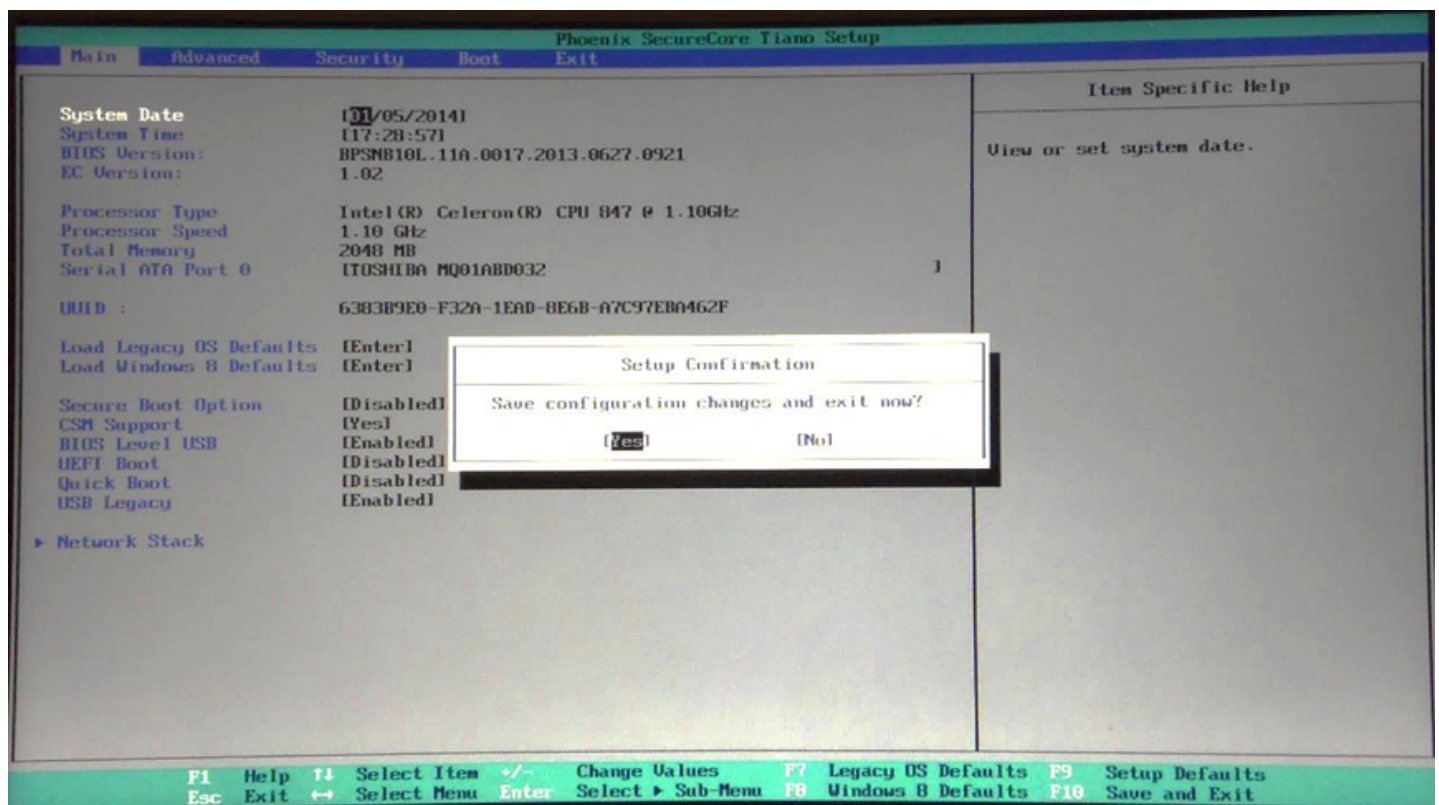 Phoenix SecureCore Tiano Setup
Main Advanced Security Boot Exit
Item Specific Help
System Date [01/05/2014]
System Time [17:28:57]
View or set system date.
BIOS Version: BPSNB10L.11A.0017.2013.0627.0921
EC Version: 1.02
Processor Type Intel(R) Celeron(R) CPU 847 @ 1.10GHz
Processor Speed 1.10 GHz
Total Memory 2048 MB
Serial ATA Port 0 [TOSHIBA MQ01ABD032 ]
UUID : 6383B9E0-F32A-1EAD-8E6B-A7C97EBA462F
Load Legacy OS Defaults [Enter]
Load Windows 8 Defaults [Enter]
Secure Boot Option [Disabled]
CSM Support [Yes]
BIOS Level USB [Enabled]
UEFI Boot [Disabled]
Quick Boot [Disabled]
USB Legacy [Enabled]
▶ Network Stack
Setup Confirmation
Save configuration changes and exit now?
[Yes] [No]
F1 Help ↑↓ Select Item +/- Change Values F7 Legacy OS Defaults F9 Setup Defaults
Esc Exit ↔ Select Menu Enter Select ▶ Sub-Menu F8 Windows 8 Defaults F10 Save and Exit